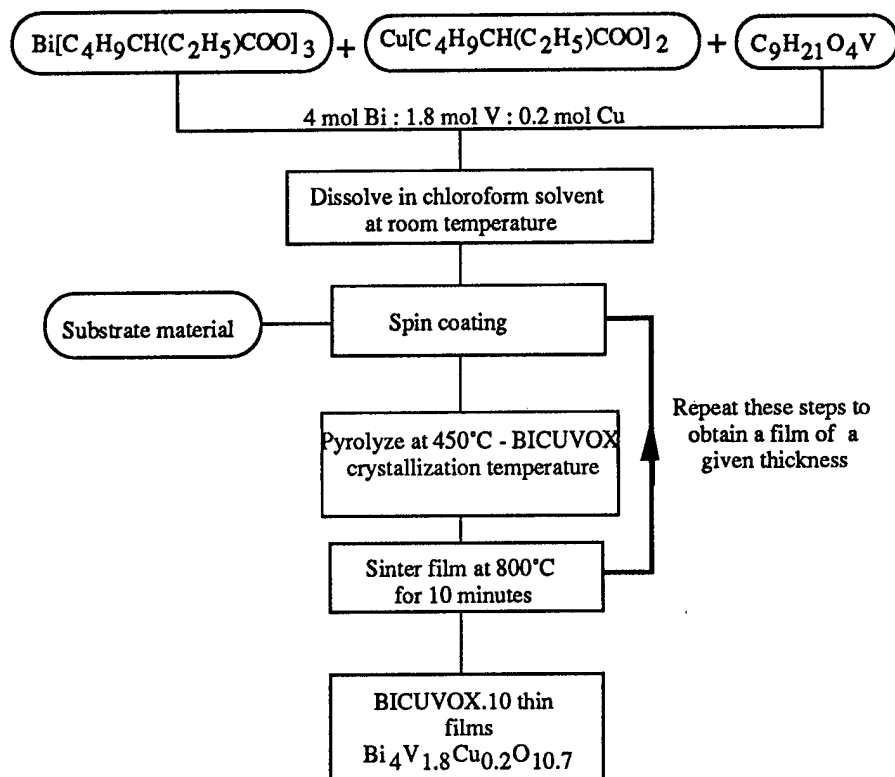 Bi[C4H9CH(C2H5)COO]3 + Cu[C4H9CH(C2H5)COO]2 + C9H21O4V
4 mol Bi : 1.8 mol V : 0.2 mol Cu
Dissolve in chloroform solvent
at room temperature
Substrate material
Spin coating
Pyrolyze at 450°C - BICUVOX
crystallization temperature
Repeat these steps to
obtain a film of a
given thickness
Sinter film at 800°C
for 10 minutes
BICUVOX.10 thin
films
Bi4V1.8Cu0.2O10.7